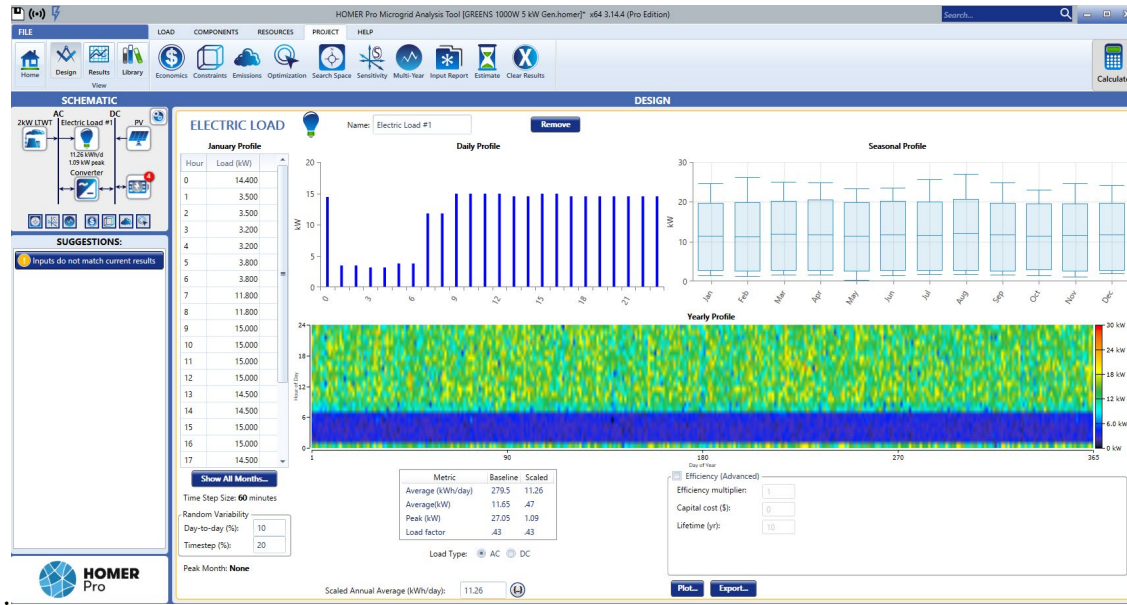 HOMER Pro Microgrid Analysis Tool [GREENS 1000W 5 kW Gen.homer]* x64 3.14.4 (Pro Edition)
Search...
FILE
LOAD COMPONENTS RESOURCES PROJECT HELP
Home
Design
Results
Library
View
Economics
Constraints
Emissions
Optimization
Search Space
Sensitivity
Multi-Year
Input Report
Estimate
Clear Results
Calculate
SCHEMATIC
AC DC
2kW LTWT Electric Load #1 PV
11.26 kWh/d
1.09 kW peak
Converter
4
SUGGESTIONS:
Inputs do not match current results
HOMER
Pro
DESIGN
ELECTRIC LOAD
Name: Electric Load #1
Remove
January Profile
Hour Load (kW)
0 14.400
1 3.500
2 3.500
3 3.200
4 3.200
5 3.800
6 3.800
7 11.800
8 11.800
9 15.000
10 15.000
11 15.000
12 15.000
13 14.500
14 14.500
15 15.000
16 15.000
17 14.500
Show All Months...
Time Step Size: 60 minutes
Random Variability
Day-to-day (%): 10
Timestep (%): 20
Peak Month: None
Daily Profile
kW
20
15
10
5
0
0 3 6 9 12 15 18 21
Seasonal Profile
kW
30
20
10
0
Jan Feb Mar Apr May Jun Jul Aug Sep Oct Nov Dec
Yearly Profile
Hour of Day
24
18
12
6
0
1 90 180 270 365
Day of Year
30 kW
24 kW
18 kW
12 kW
6.0 kW
0 kW
Metric Baseline Scaled
Average (kWh/day) 279.5 11.26
Average(kW) 11.65 .47
Peak (kW) 27.05 1.09
Load factor .43 .43
Load Type: AC DC
Scaled Annual Average (kWh/day): 11.26 {..}
Efficiency (Advanced)
Efficiency multiplier: 1
Capital cost ($): 0
Lifetime (yr): 10
Plot... Export...